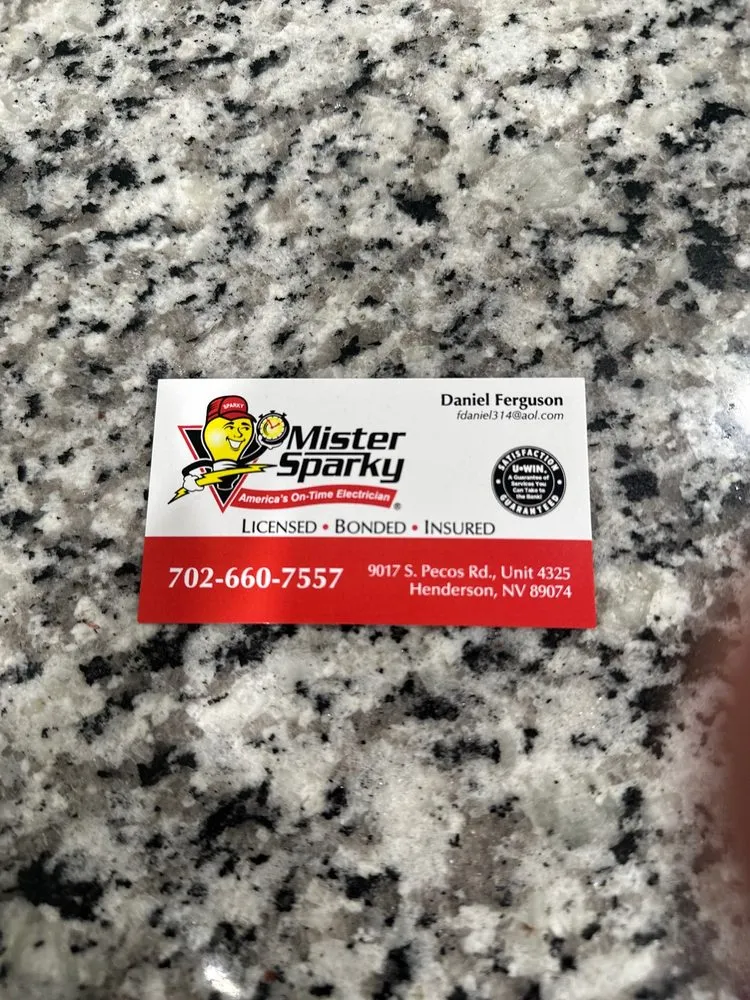 Daniel Ferguson
fdaniel314@aol.com
SPARKY
Mister
Sparky
America's On-Time Electrician
®
SATISFACTION
U•WIN.
A Guarantee of
Services You
Can Take to
the Bank!
GUARANTEED
LICENSED • BONDED • INSURED
702-660-7557
9017 S. Pecos Rd., Unit 4325
Henderson, NV 89074